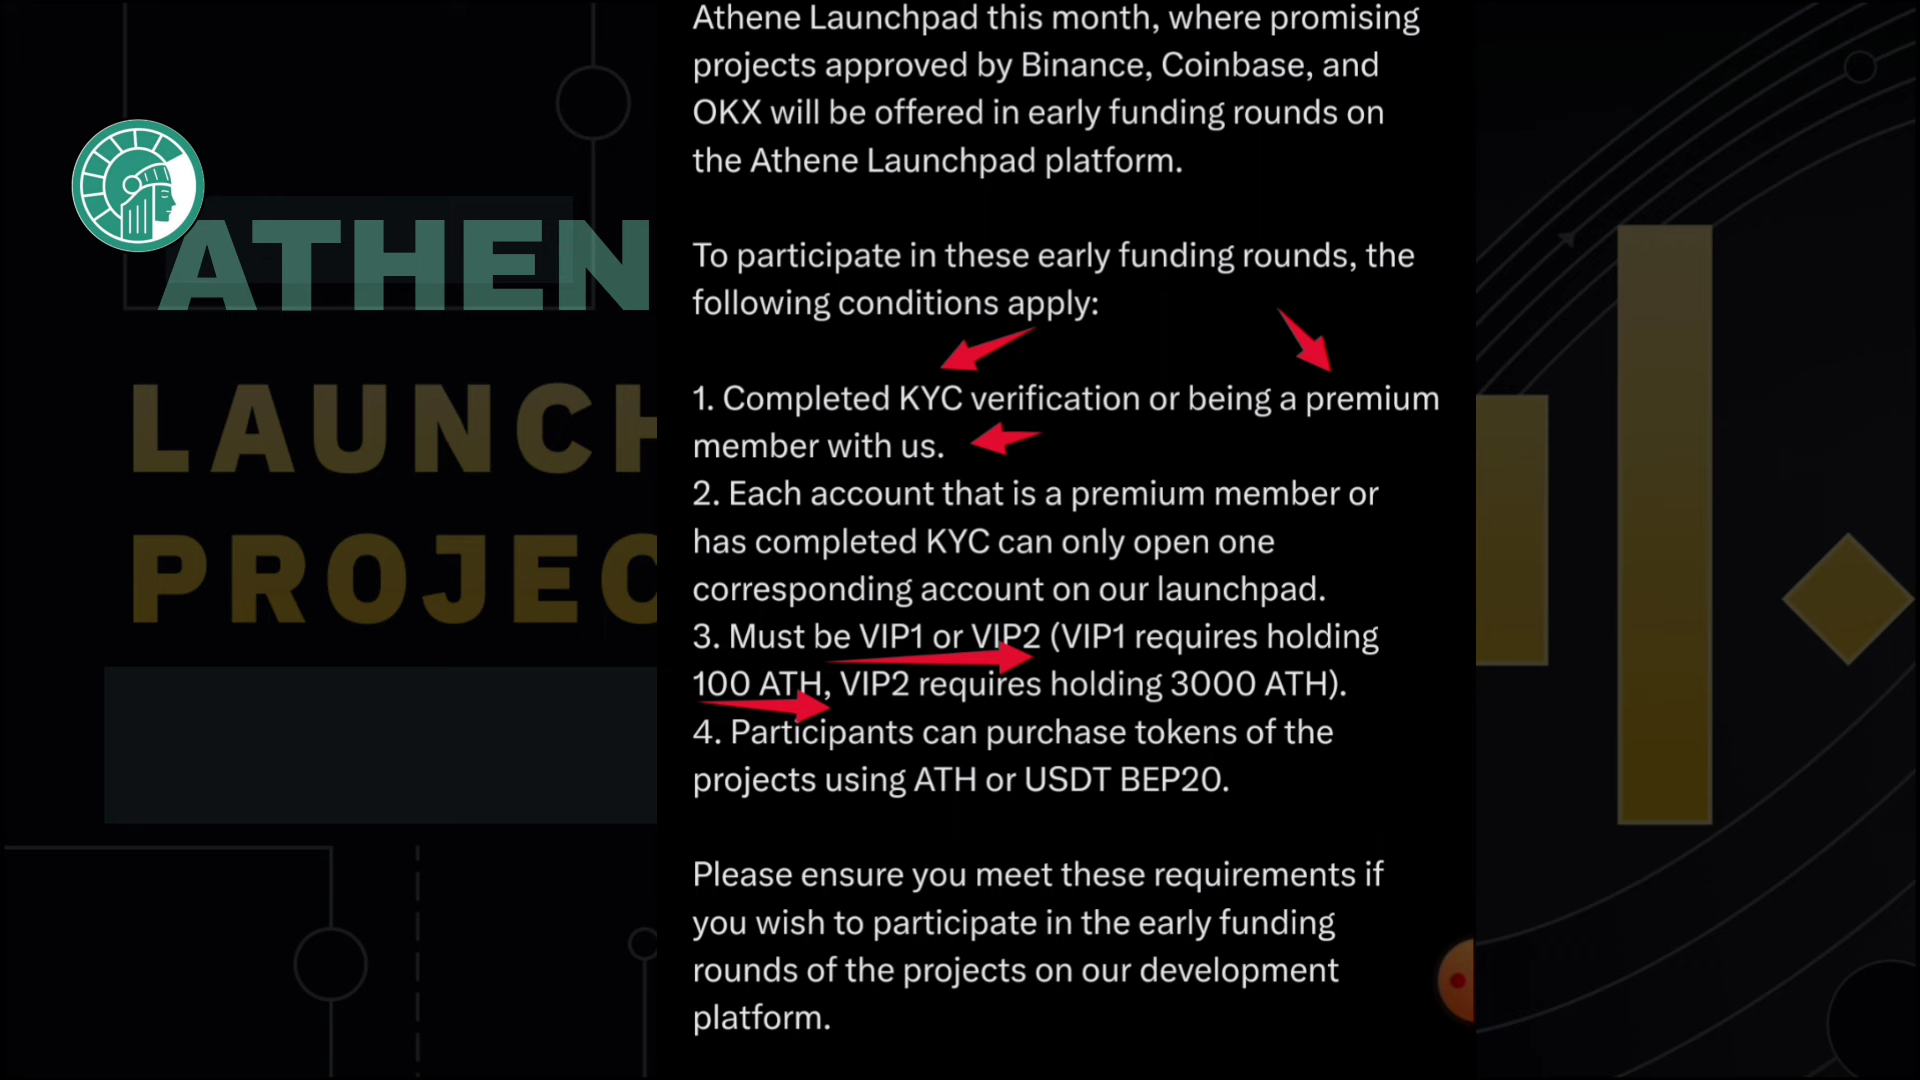 ATHEN
LAUNCH
PROJEC
Athene Launchpad this month, where promising
projects approved by Binance, Coinbase, and
OKX will be offered in early funding rounds on
the Athene Launchpad platform.
To participate in these early funding rounds, the
following conditions apply:
1. Completed KYC verification or being a premium
member with us.
2. Each account that is a premium member or
has completed KYC can only open one
corresponding account on our launchpad.
3. Must be VIP1 or VIP2 (VIP1 requires holding
100 ATH, VIP2 requires holding 3000 ATH).
4. Participants can purchase tokens of the
projects using ATH or USDT BEP20.
Please ensure you meet these requirements if
you wish to participate in the early funding
rounds of the projects on our development
platform.